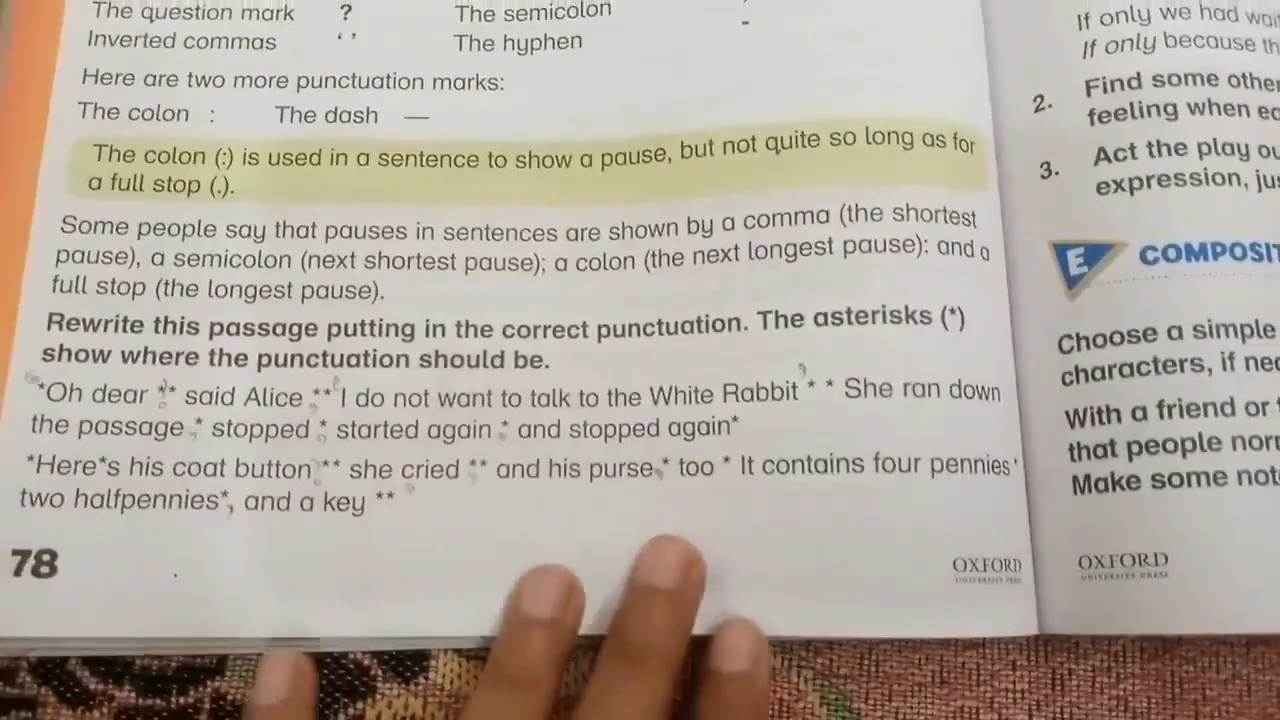 The question mark ? The semicolon
Inverted commas ‘ ’ The hyphen -
Here are two more punctuation marks:
The colon : The dash —
The colon (:) is used in a sentence to show a pause, but not quite so long as for
a full stop (.).
Some people say that pauses in sentences are shown by a comma (the shortest
pause), a semicolon (next shortest pause); a colon (the next longest pause): and a
full stop (the longest pause).
Rewrite this passage putting in the correct punctuation. The asterisks (*)
show where the punctuation should be.
*Oh dear ** said Alice ,** I do not want to talk to the White Rabbit * * She ran down
the passage,* stopped * started again * and stopped again*
*Here*s his coat button ** she cried ** and his purse,* too * It contains four pennies
two halfpennies*, and a key **
78
OXFORD
UNIVERSITY PRESS
If only we had
If only because
2. Find some other
feeling when
3. Act the play
expression,
E
Choose a simple
characters, if
With a friend or
that people
Make some
OXFORD
UNIVERSITY PRESS